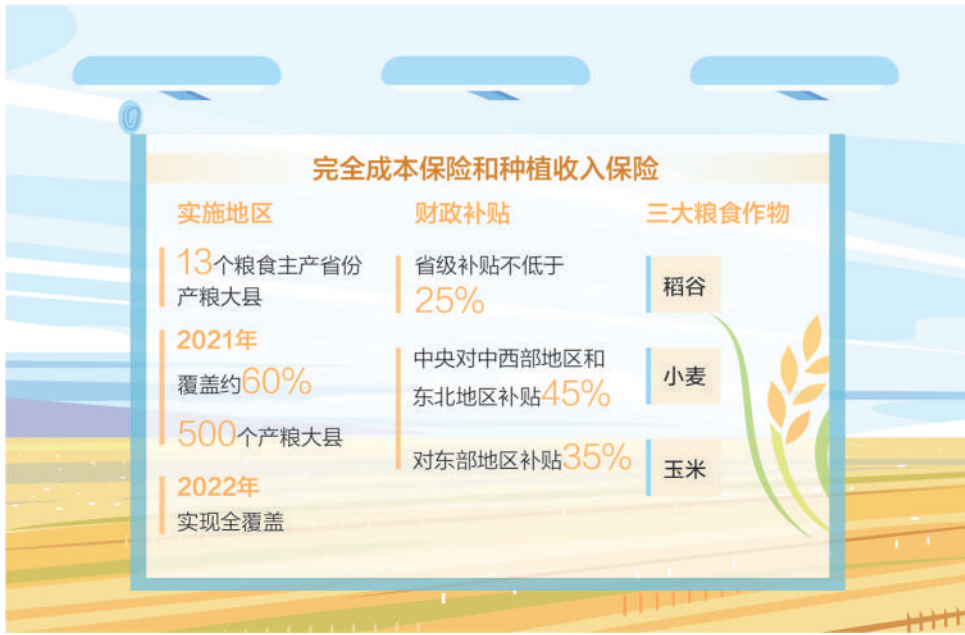 完全成本保险和种植收入保险
实施地区
13个粮食主产省份
产粮大县
2021年
覆盖约60%
500个产粮大县
2022年
实现全覆盖
财政补贴
省级补贴不低于
25%
中央对中西部地区和
东北地区补贴45%
对东部地区补贴35%
三大粮食作物
稻谷
小麦
玉米